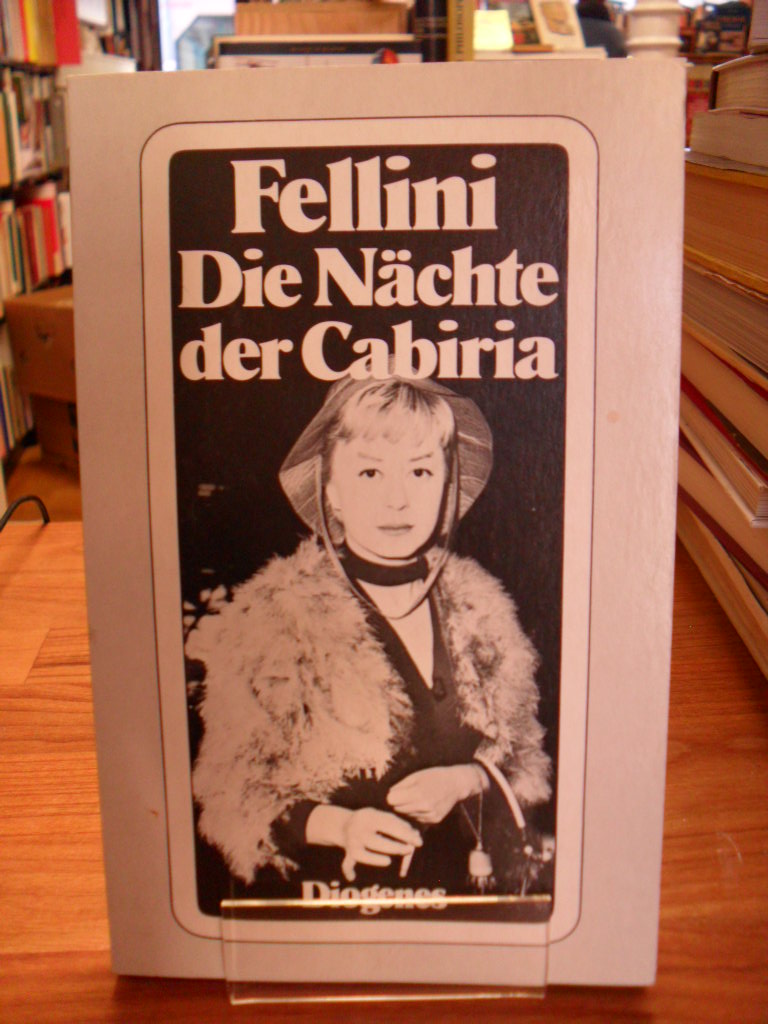 Fellini
Die Nächte
der Cabiria
Diogenes